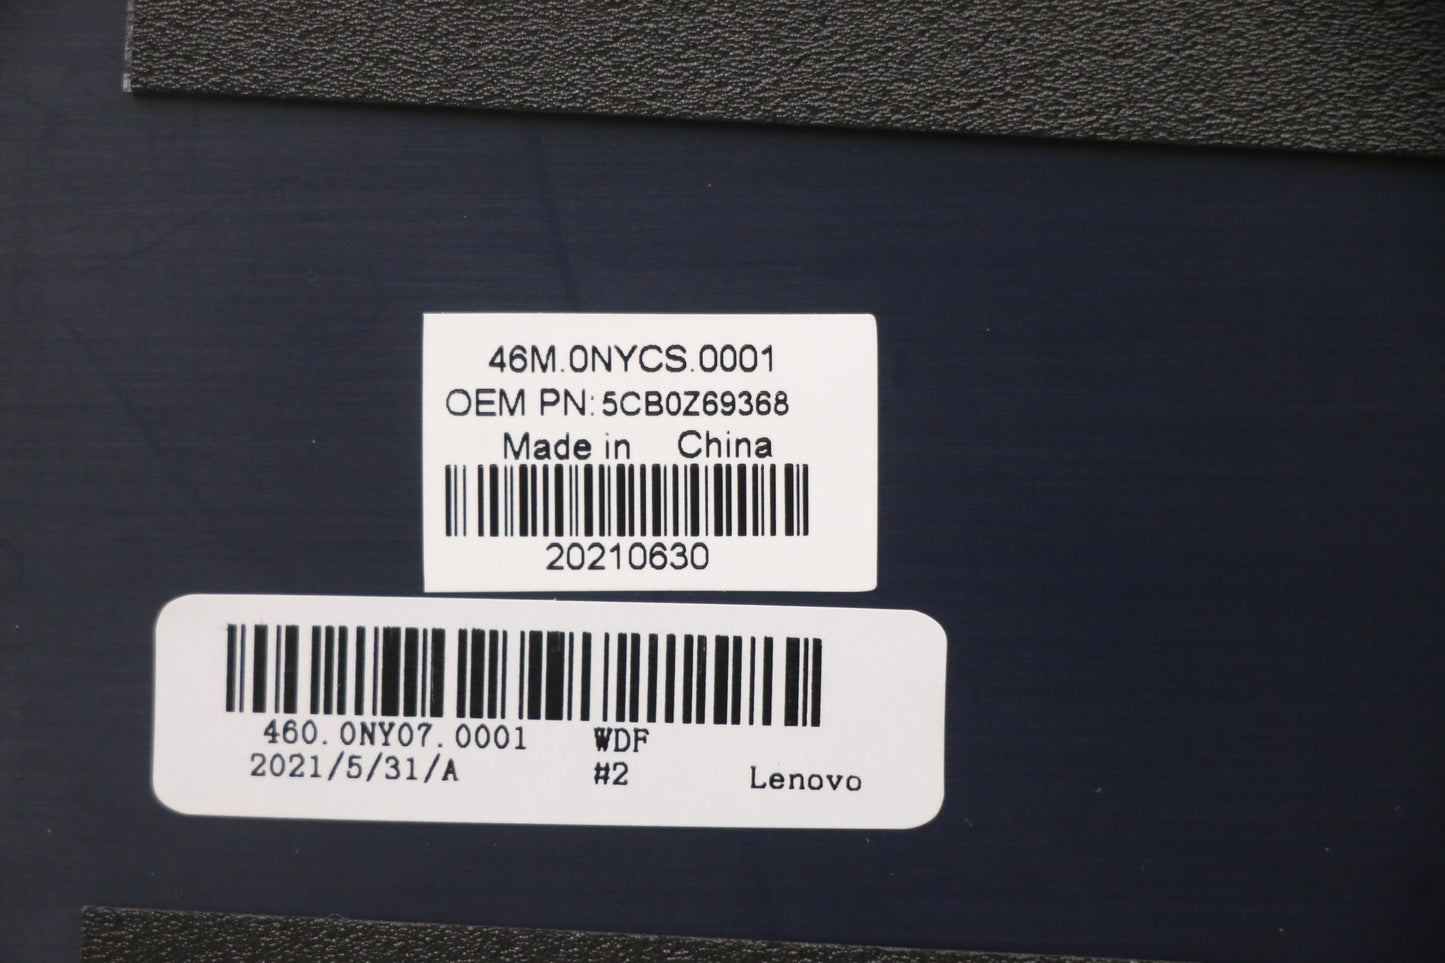 46M.0NYCS.0001
OEM PN: 5CB0Z69368
Made in China
20210630
460.0NY07.0001 WDF
2021/5/31/A #2 Lenovo